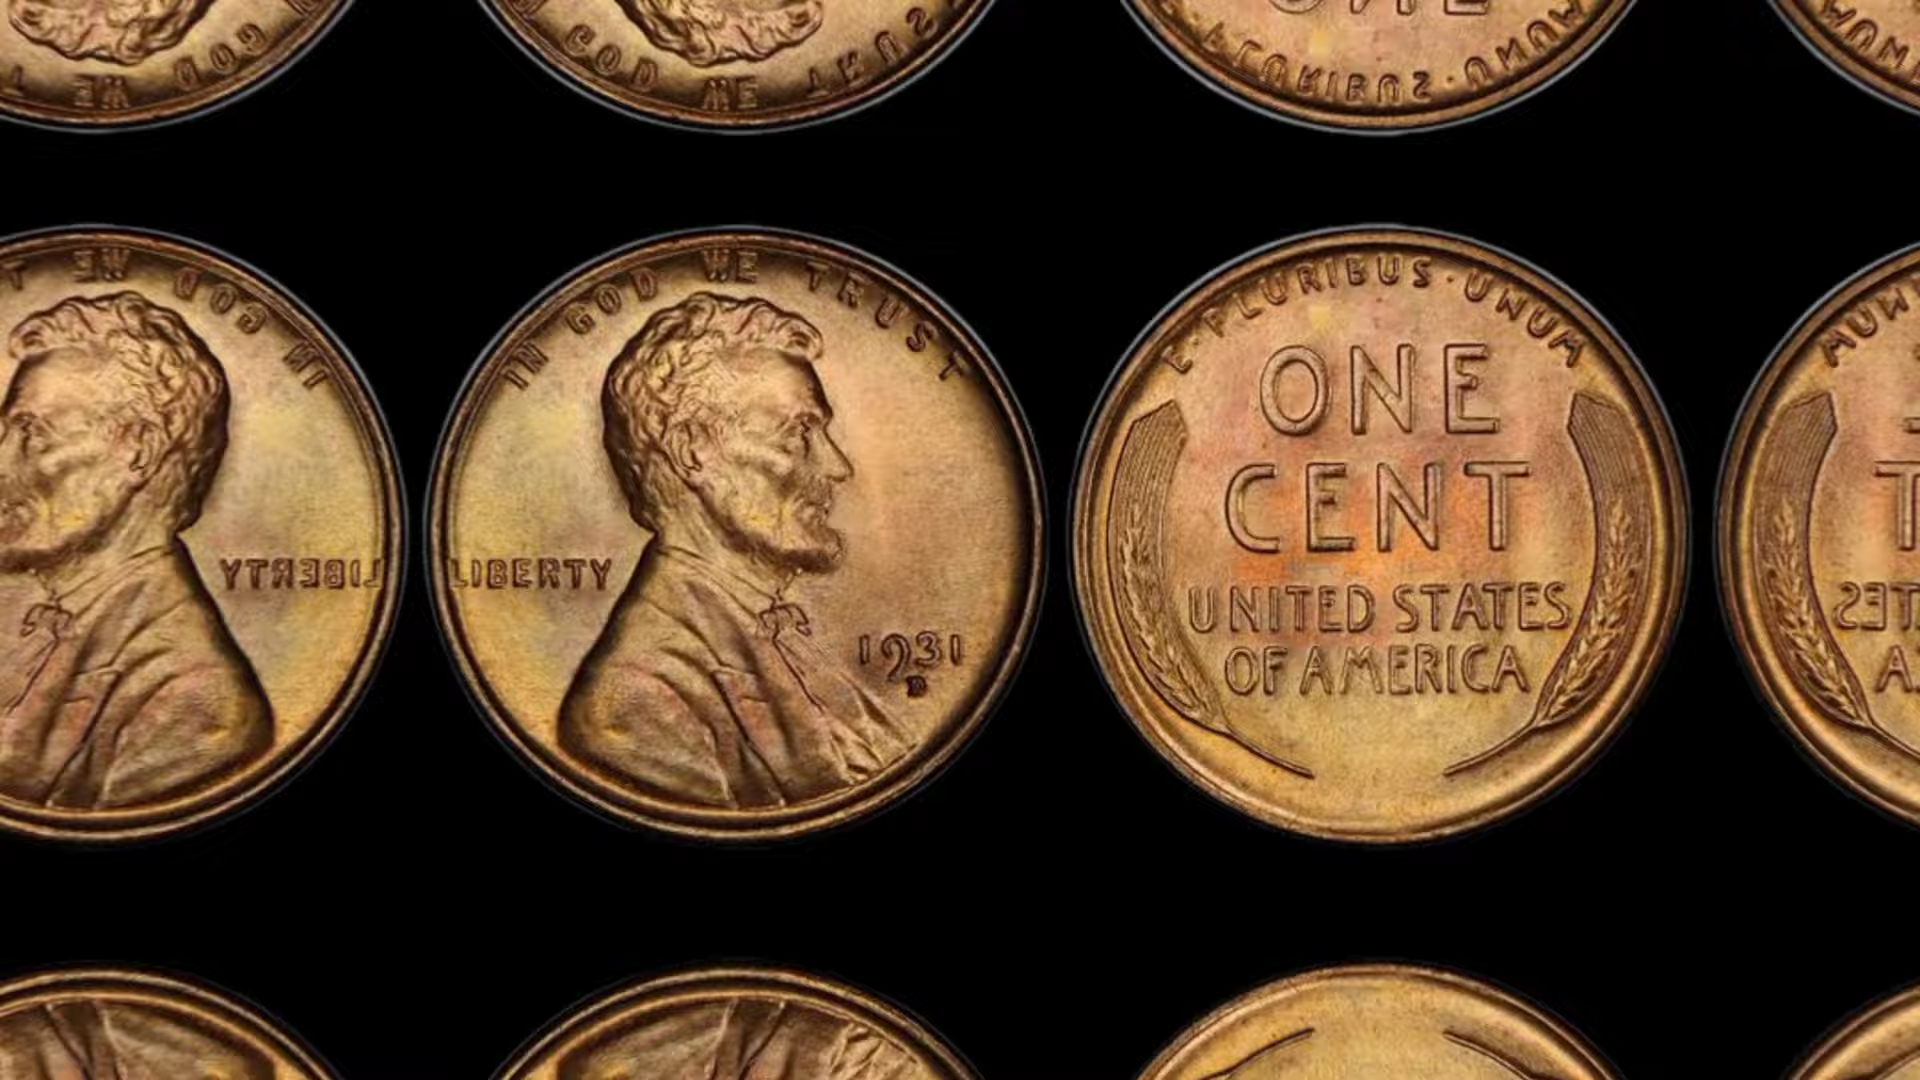 IN GOD WE TRUST
LIBERTY
1931
D
E·PLURIBUS·UNUM
ONE
CENT
UNITED STATES
OF AMERICA